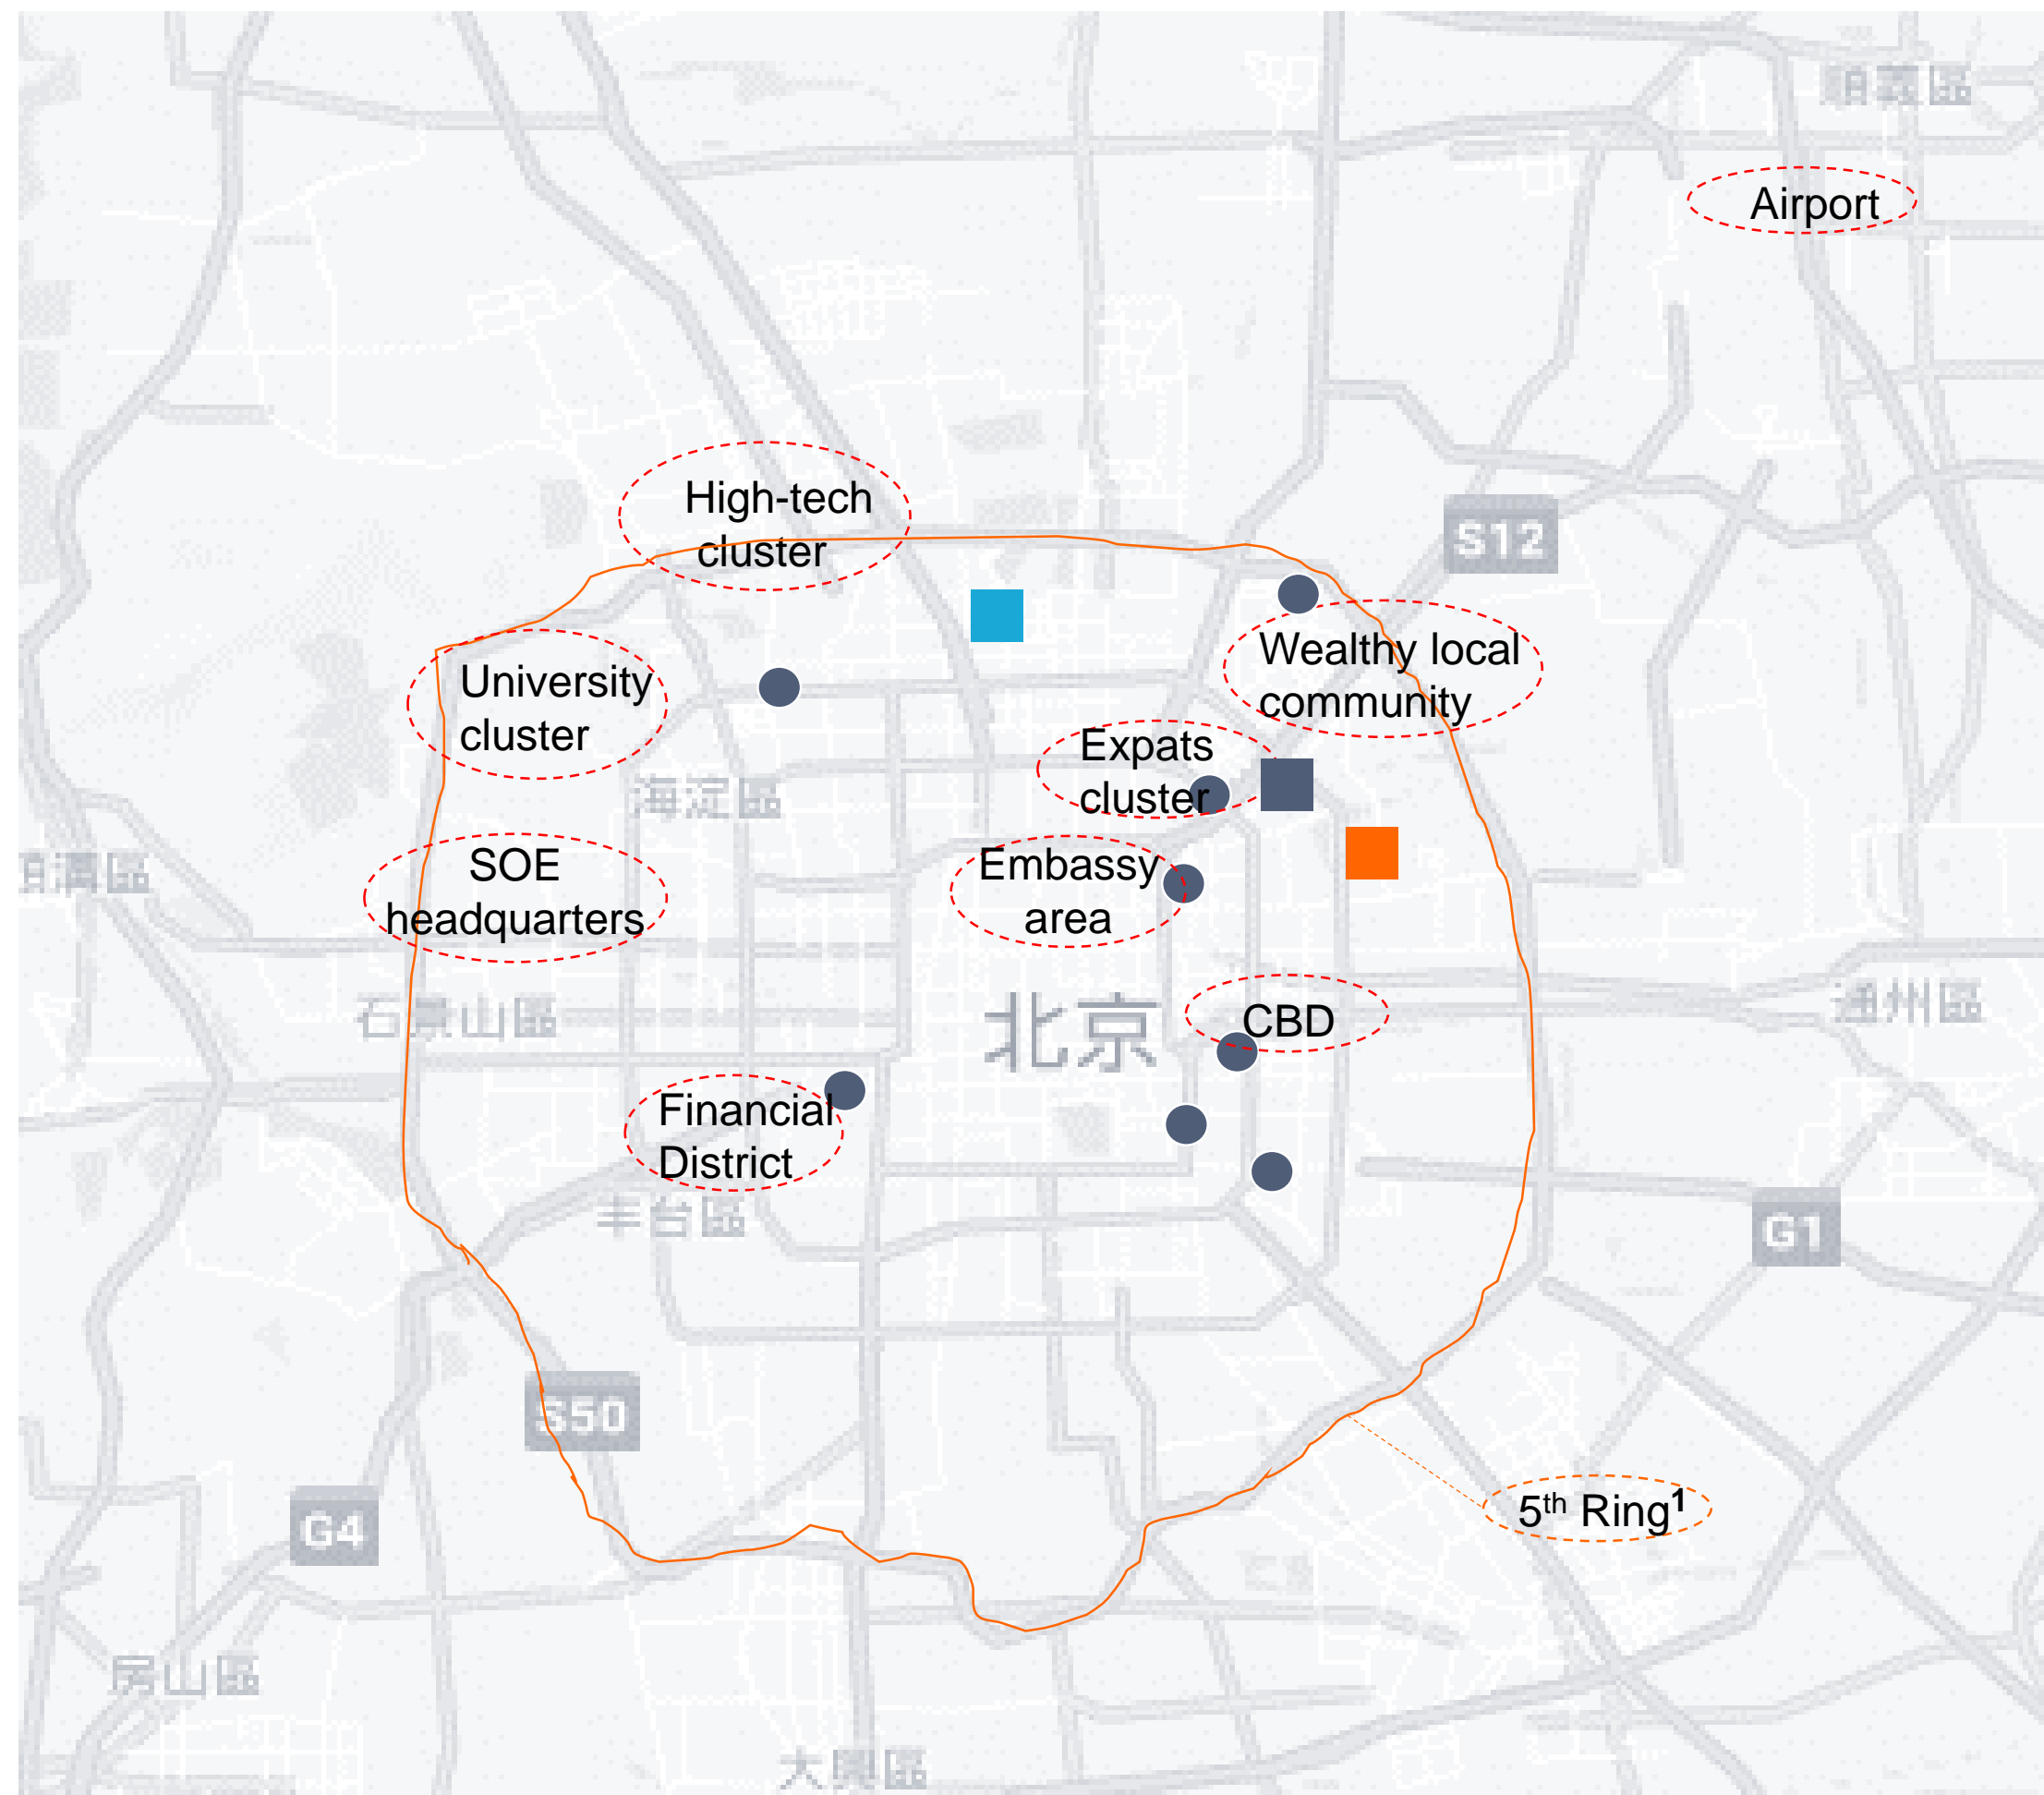 Airport
High-tech
cluster
S12
Wealthy local
community
University
cluster
Expats
cluster
海淀區
SOE
headquarters
Embassy
area
北京
CBD
石景山區
通州區
Financial
District
丰台區
G1
S50
5th Ring1
G4
房山區
大興區